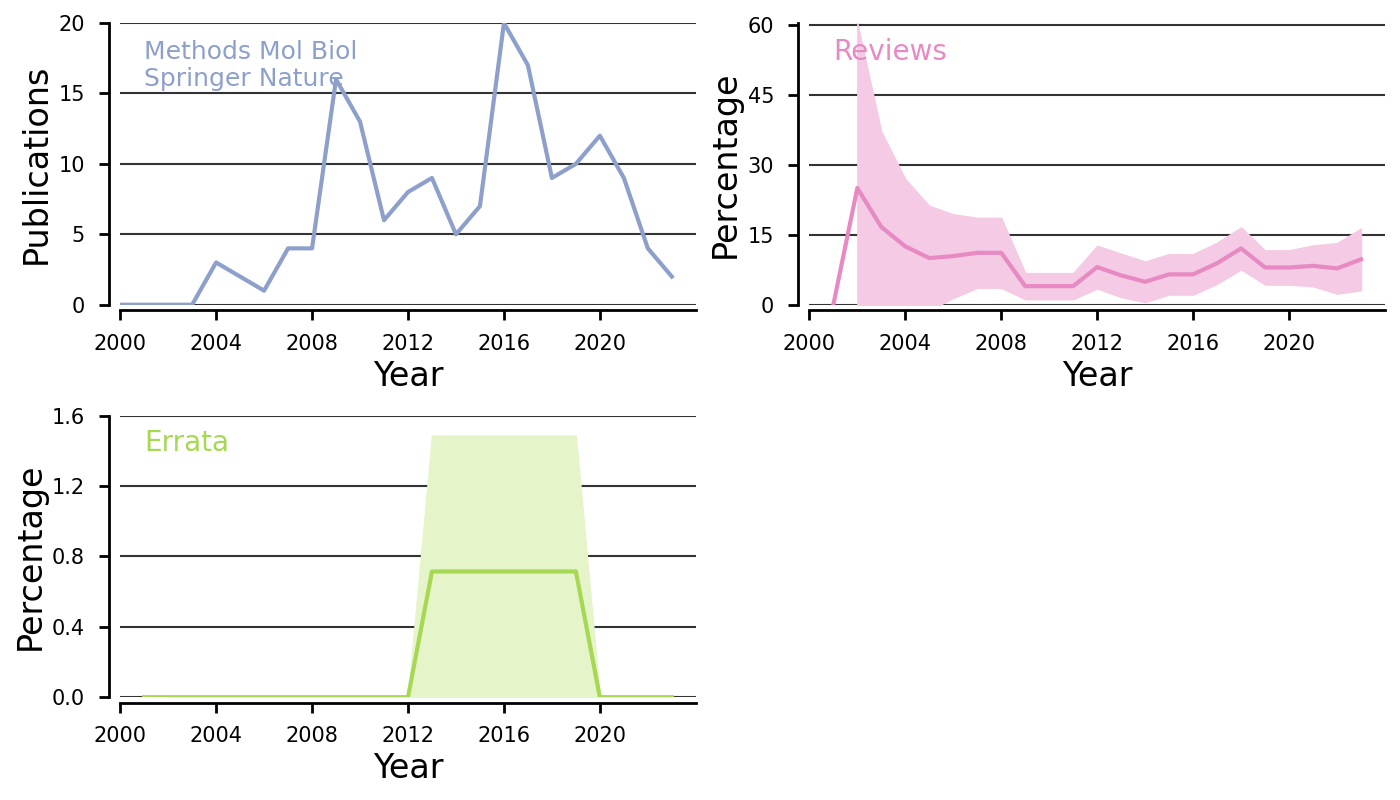 Publications
20
15
10
5
0
Methods Mol Biol
Springer Nature
2000 2004 2008 2012 2016 2020
Year
Percentage
60
45
30
15
0
Reviews
2000 2004 2008 2012 2016 2020
Year
Percentage
1.6
1.2
0.8
0.4
0.0
Errata
2000 2004 2008 2012 2016 2020
Year